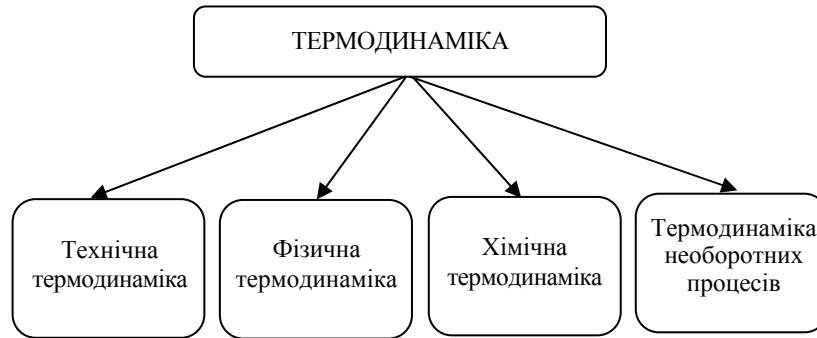 ТЕРМОДИНАМІКА
Технічна
термодинаміка
Фізична
термодинаміка
Хімічна
термодинаміка
Термодинаміка
необоротних
процесів